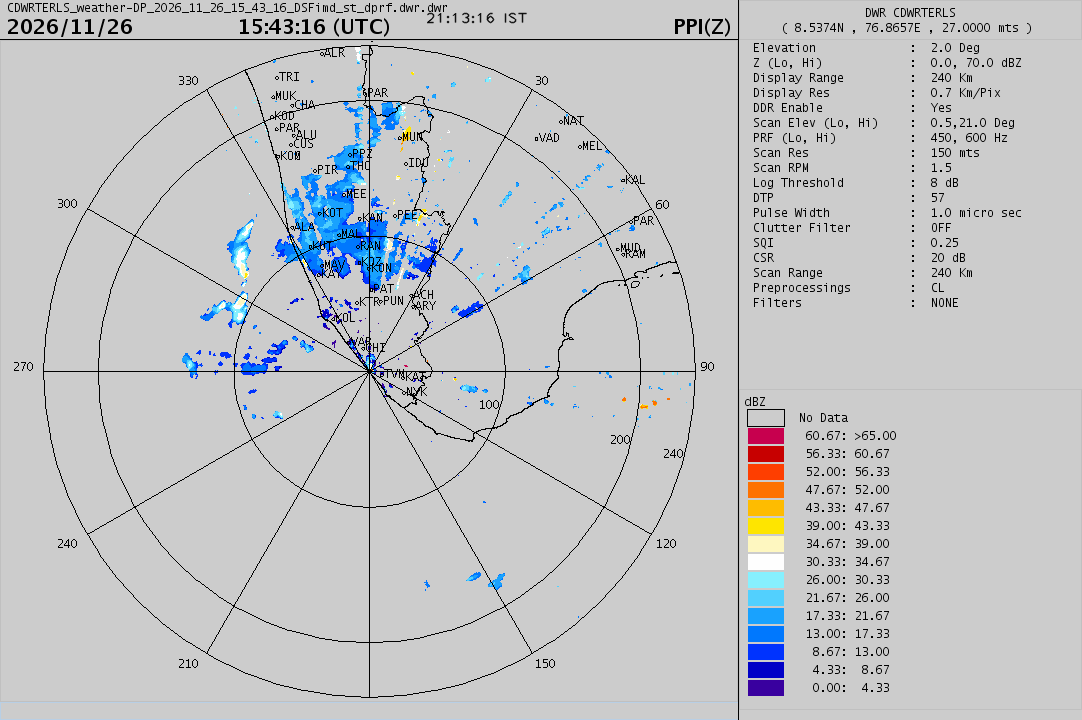 CDWRTERLS_weather-DP_2026_11_26_15_43_16_DSFimd_st_dprf.dwr.dwr
2026/11/26 15:43:16 (UTC) 21:13:16 IST PPI(Z)
DWR CDWRTERLS
( 8.5374N , 76.8657E , 27.0000 mts )
Elevation : 2.0 Deg
Z (Lo, Hi) : 0.0, 70.0 dBZ
Display Range : 240 Km
Display Res : 0.7 Km/Pix
DDR Enable : Yes
Scan Elev (Lo, Hi) : 0.5,21.0 Deg
PRF (Lo, Hi) : 450, 600 Hz
Scan Res : 150 mts
Scan RPM : 1.5
Log Threshold : 8 dB
DTP : 57
Pulse Width : 1.0 micro sec
Clutter Filter : OFF
SQI : 0.25
CSR : 20 dB
Scan Range : 240 Km
Preprocessings : CL
Filters : NONE
dBZ
No Data
60.67: >65.00
56.33: 60.67
52.00: 56.33
47.67: 52.00
43.33: 47.67
39.00: 43.33
34.67: 39.00
30.33: 34.67
26.00: 30.33
21.67: 26.00
17.33: 21.67
13.00: 17.33
8.67: 13.00
4.33: 8.67
0.00: 4.33
ALR
TRI
330
30
MUK
PAR
CHA
KOD
NAT
PAR
ALU
MUN
VAD
CUS
MEL
KOM
PPZ
IDU
THO
PIR
KAL
MEE
300
60
KOT
KAN
PEE
PAR
ALA
MAL
KUT
RAN
MUD
RAM
KOZ
MAV
KON
KAY
PAT
ACH
KTR
PUN
ARY
KOL
VAR
CHI
270
90
TVM
KAT
NYK
100
200
240
240
120
210
150